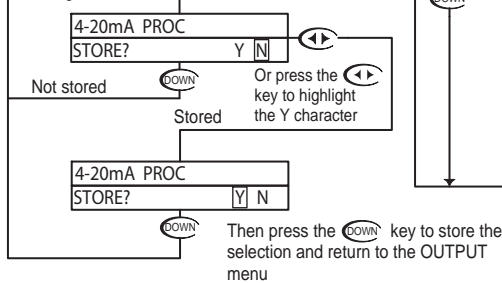 DOWN
4-20mA PROC
STORE? Y N
DOWN
Not stored
Or press the
key to highlight
the Y character
Stored
4-20mA PROC
STORE? Y N
DOWN
Then press the DOWN key to store the
selection and return to the OUTPUT
menu